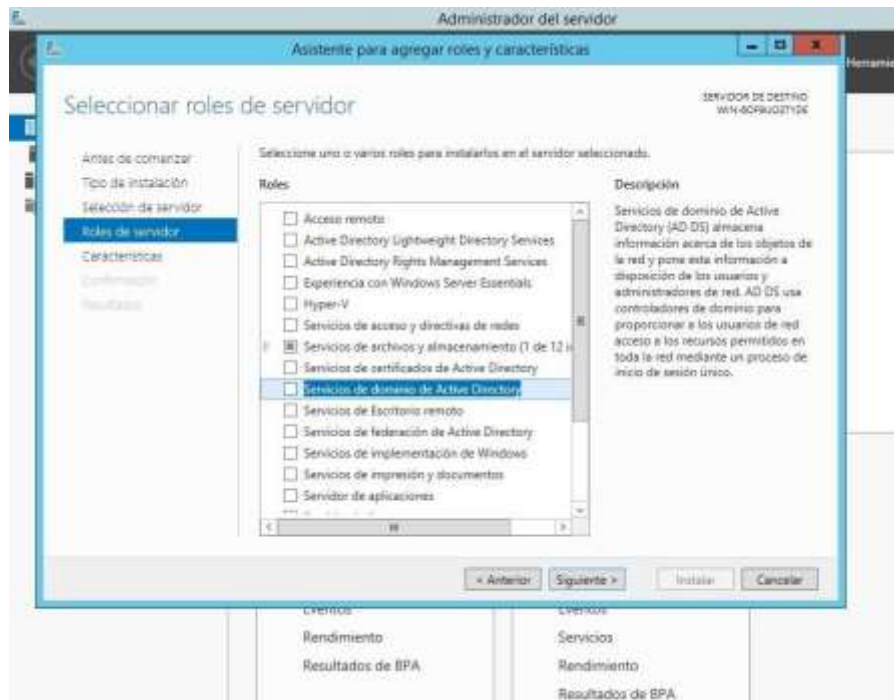 Administrador del servidor
Asistente para agregar roles y características
Herramie
Seleccionar roles de servidor
SERVIDOR DE DESTINO
Antes de comenzar
Tipo de instalación
Selección de servidor
Roles de servidor
Características
Confirmación
Resultados
Seleccione uno o varios roles para instalarlos en el servidor seleccionado.
Roles
Acceso remoto
Active Directory Lightweight Directory Services
Active Directory Rights Management Services
Experiencia con Windows Server Essentials
Hyper-V
Servicios de acceso y directivas de redes
Servicios de archivos y almacenamiento (1 de 12 i
Servicios de certificados de Active Directory
Servicios de dominio de Active Directory
Servicios de Escritorio remoto
Servicios de federación de Active Directory
Servicios de implementación de Windows
Servicios de impresión y documentos
Servidor de aplicaciones
Descripción
Servicios de dominio de Active
Directory (AD DS) almacena
información acerca de los objetos de
la red y pone esta información a
disposición de los usuarios y
administradores de red. AD DS usa
controladores de dominio para
proporcionar a los usuarios de red
acceso a los recursos permitidos en
toda la red mediante un proceso de
inicio de sesión único.
< Anterior
Siguiente >
Instalar
Cancelar
Eventos
Rendimiento
Resultados de BPA
Eventos
Servicios
Rendimiento
Resultados de BPA